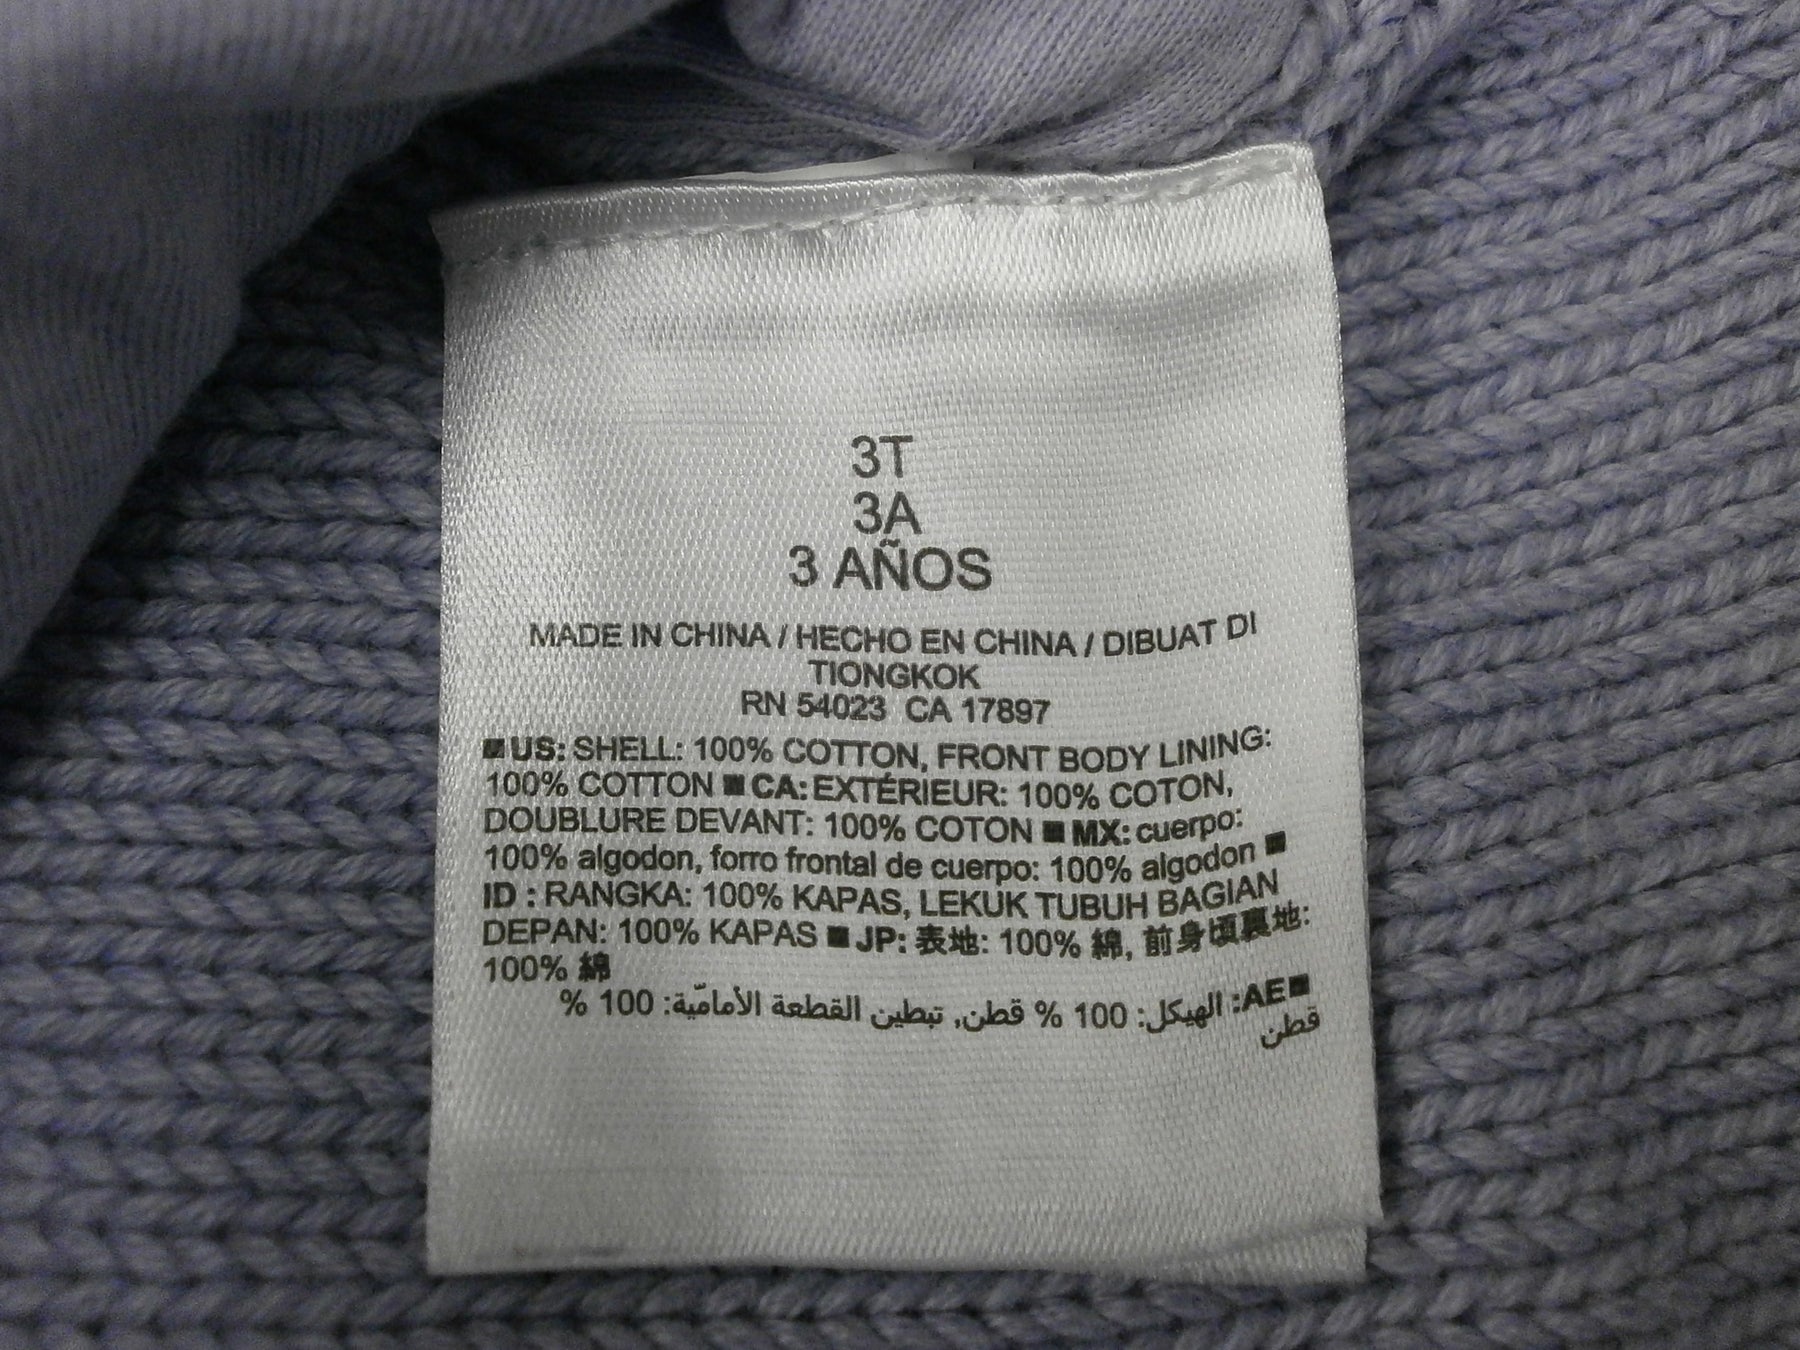 3T
3A
3 AÑOS
MADE IN CHINA / HECHO EN CHINA / DIBUAT DI
TIONGKOK
RN 54023 CA 17897
■ US: SHELL: 100% COTTON, FRONT BODY LINING:
100% COTTON ■ CA: EXTÉRIEUR: 100% COTON,
DOUBLURE DEVANT: 100% COTON ■ MX: cuerpo:
100% algodon, forro frontal de cuerpo: 100% algodon ■
ID : RANGKA: 100% KAPAS, LEKUK TUBUH BAGIAN
DEPAN: 100% KAPAS ■ JP: 表地: 100% 綿, 前身頃裏地:
100% 綿
■AE: الهيكل: 100 % قطن, تبطين القطعة الأماميّة: 100 %
قطن